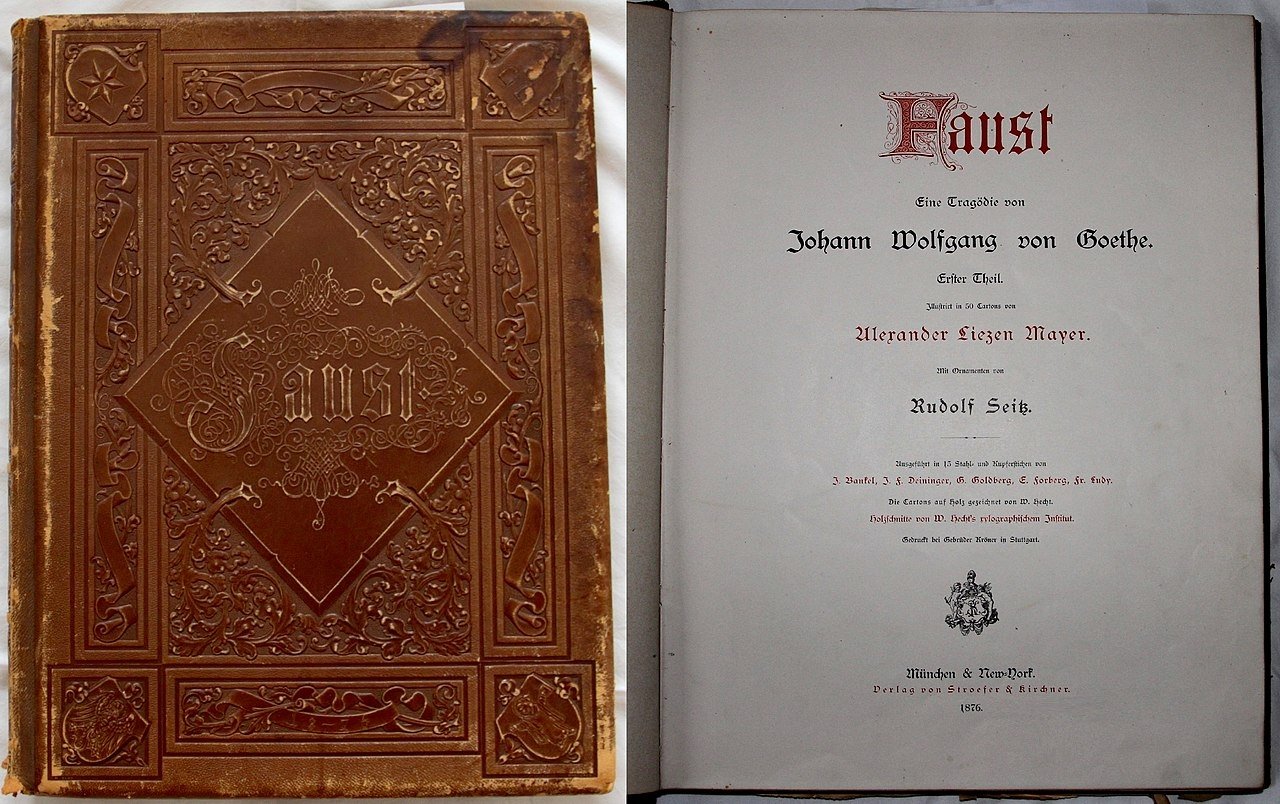 Faust
Faust
Eine Tragödie von
Johann Wolfgang von Goethe.
Erster Theil.
Illustrirt in 50 Cartons von
Alexander Liezen Mayer.
Mit Ornamenten von
Rudolf Seitz.
Ausgeführt in 15 Stahl- und Kupferstichen von
J. Bankel, J. F. Deininger, G. Goldberg, E. Forberg, Fr. Ludy.
Die Cartons auf Holz gezeichnet von W. Hecht.
Holzschnitte von W. Hecht's xylographischem Institut.
Gedruckt bei Gebrüder Kröner in Stuttgart.
München & New-York.
Verlag von Stroefer & Kirchner.
1876.